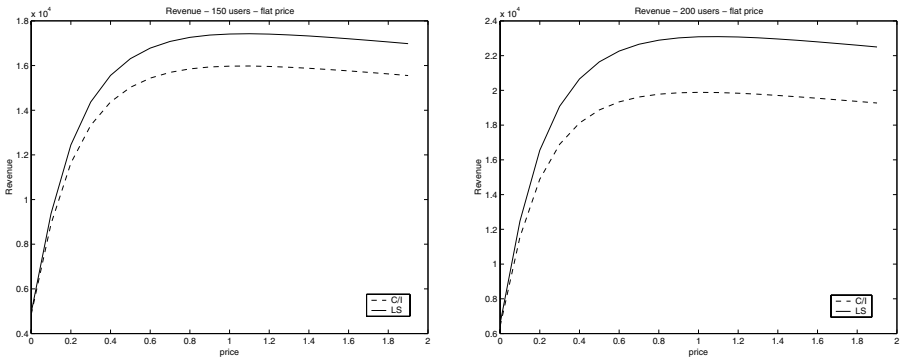 Revenue – 150 users – flat price
x 10⁴
1.8
1.6
1.4
1.2
1
0.8
0.6
0.4
Revenue
0 0.2 0.4 0.6 0.8 1 1.2 1.4 1.6 1.8 2
price
C/I
LS
Revenue – 200 users – flat price
x 10⁴
2.4
2.2
2
1.8
1.6
1.4
1.2
1
0.8
0.6
Revenue
0 0.2 0.4 0.6 0.8 1 1.2 1.4 1.6 1.8 2
price
C/I
LS